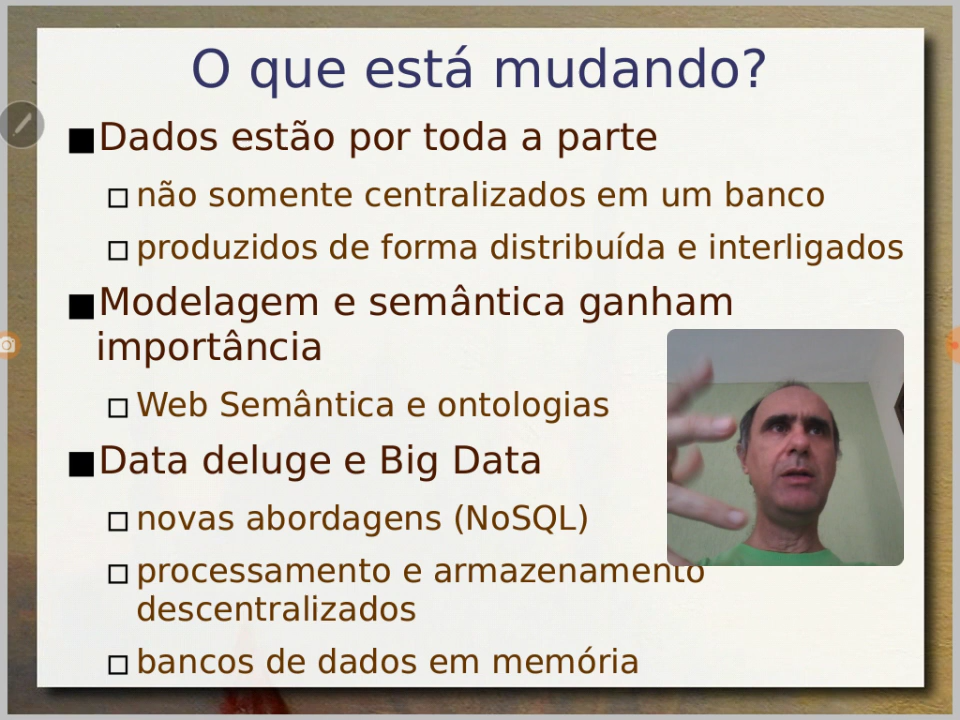 O que está mudando?
Dados estão por toda a parte
não somente centralizados em um banco
produzidos de forma distribuída e interligados
Modelagem e semântica ganham
importância
Web Semântica e ontologias
Data deluge e Big Data
novas abordagens (NoSQL)
processamento e armazenamento
descentralizados
bancos de dados em memória